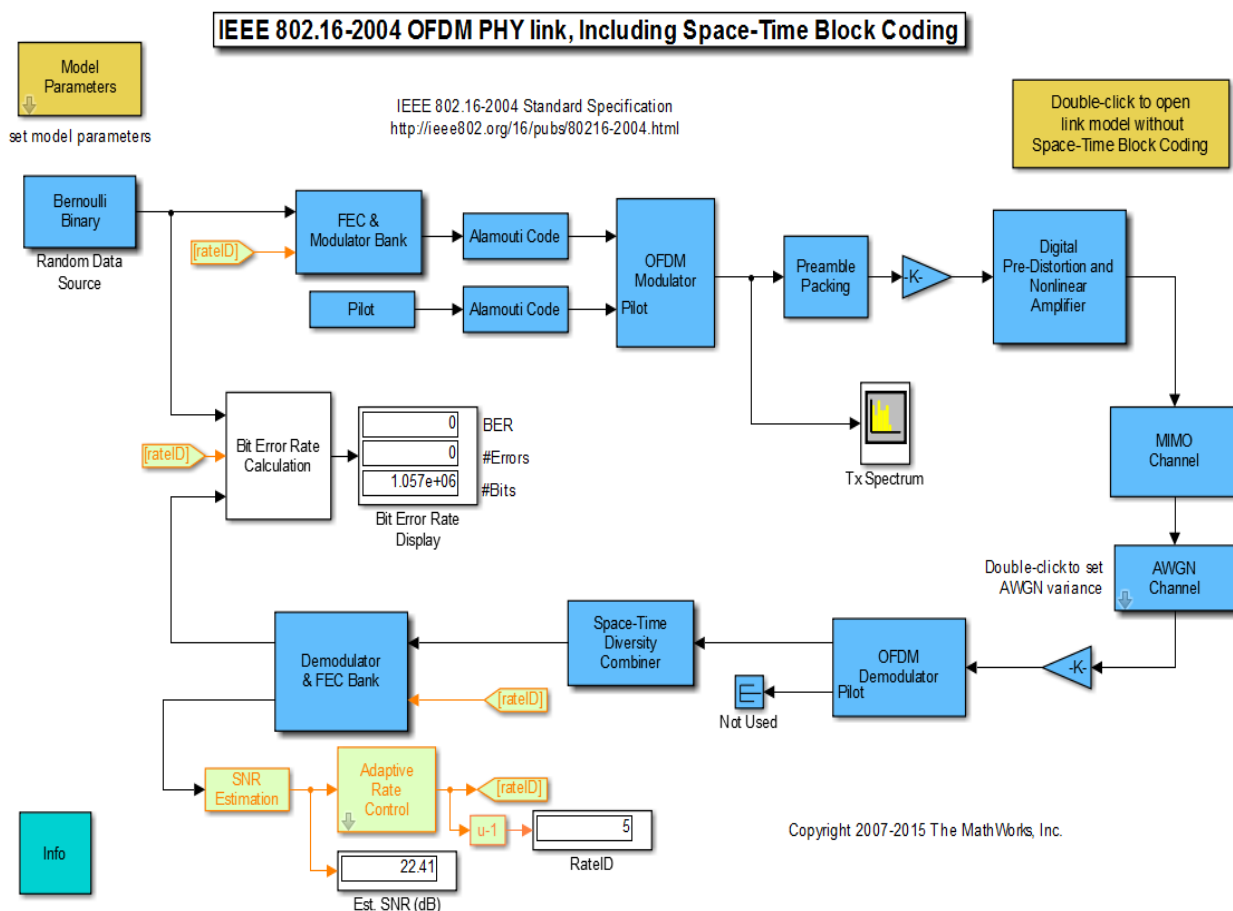 IEEE 802.16-2004 OFDM PHY link, Including Space-Time Block Coding
Model
Parameters
set model parameters
IEEE 802.16-2004 Standard Specification
http://ieee802.org/16/pubs/80216-2004.html
Double-click to open
link model without
Space-Time Block Coding
Bernoulli
Binary
Random Data
Source
[rateID]
FEC &
Modulator Bank
Alamouti Code
Pilot
Alamouti Code
OFDM
Modulator
Pilot
Preamble
Packing
-K-
Digital
Pre-Distortion and
Nonlinear
Amplifier
[rateID]
Bit Error Rate
Calculation
0
BER
0
#Errors
1.057e+06
#Bits
Bit Error Rate
Display
Tx Spectrum
MIMO
Channel
Double-click to set
AWGN variance
AWGN
Channel
Demodulator
& FEC Bank
[rateID]
Space-Time
Diversity
Combiner
Not Used
OFDM
Demodulator
Pilot
-K-
SNR
Estimation
Adaptive
Rate
Control
[rateID]
u-1
5
RateID
22.41
Est. SNR (dB)
Info
Copyright 2007-2015 The MathWorks, Inc.